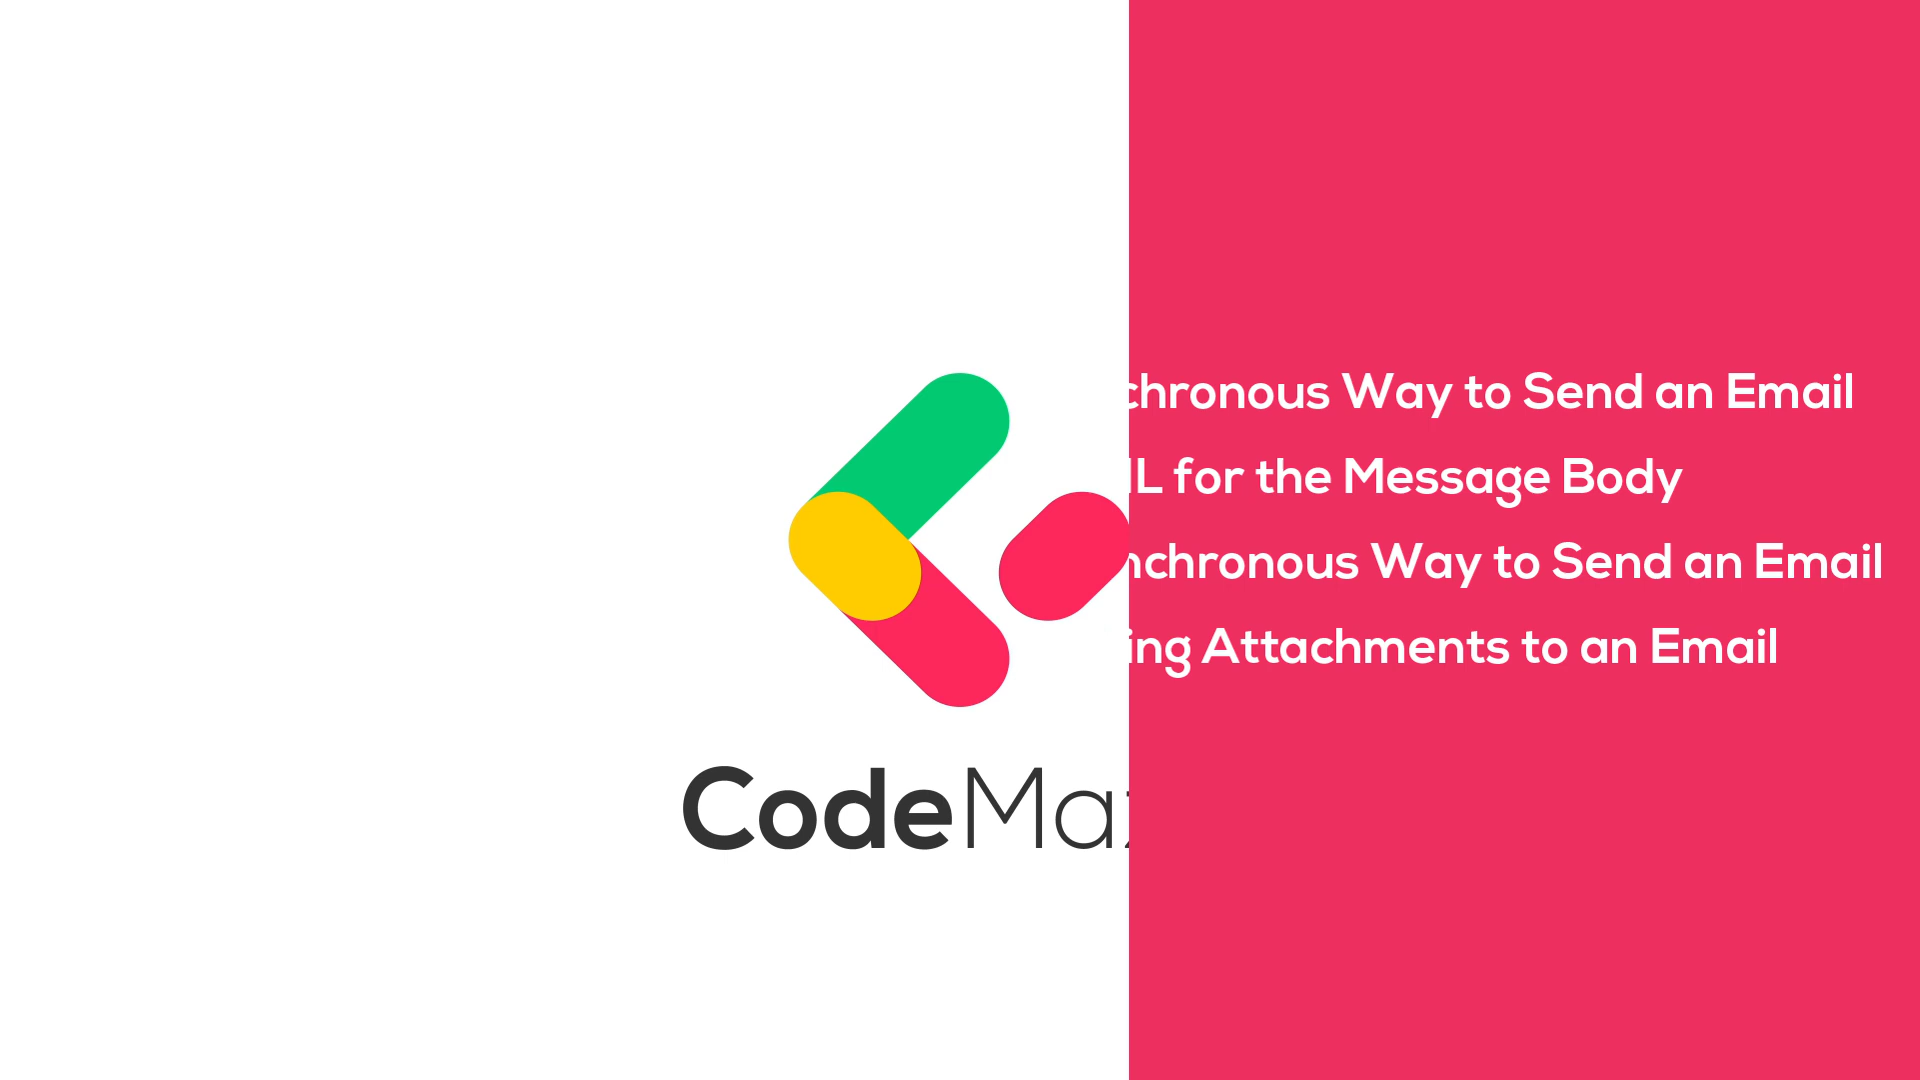 chronous Way to Send an Email
for the Message Body
nchronous Way to Send an Email
ing Attachments to an Email
CodeMa